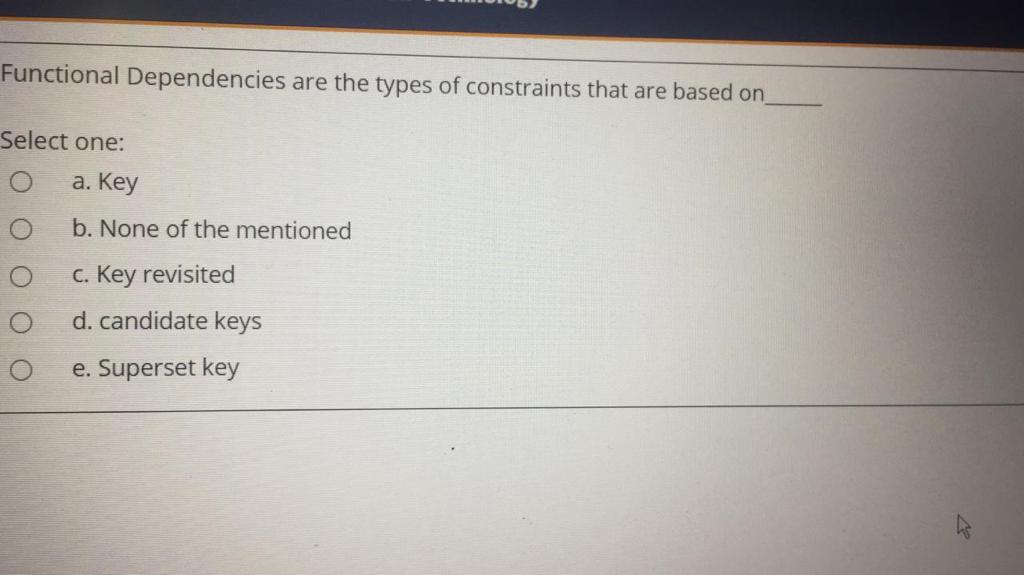 Functional Dependencies are the types of constraints that are based on_____
Select one:
a. Key
b. None of the mentioned
c. Key revisited
d. candidate keys
e. Superset key